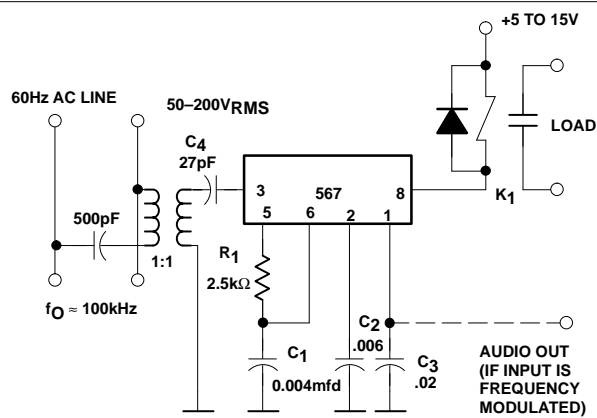 +5 TO 15V
60Hz AC LINE
50–200VRMS
C4
27pF
LOAD
3
567
8
5
6
2
1
K1
500pF
R1
1:1
2.5kΩ
fO ≈ 100kHz
C2
.006
C1
0.004mfd
C3
.02
AUDIO OUT
(IF INPUT IS
FREQUENCY
MODULATED)